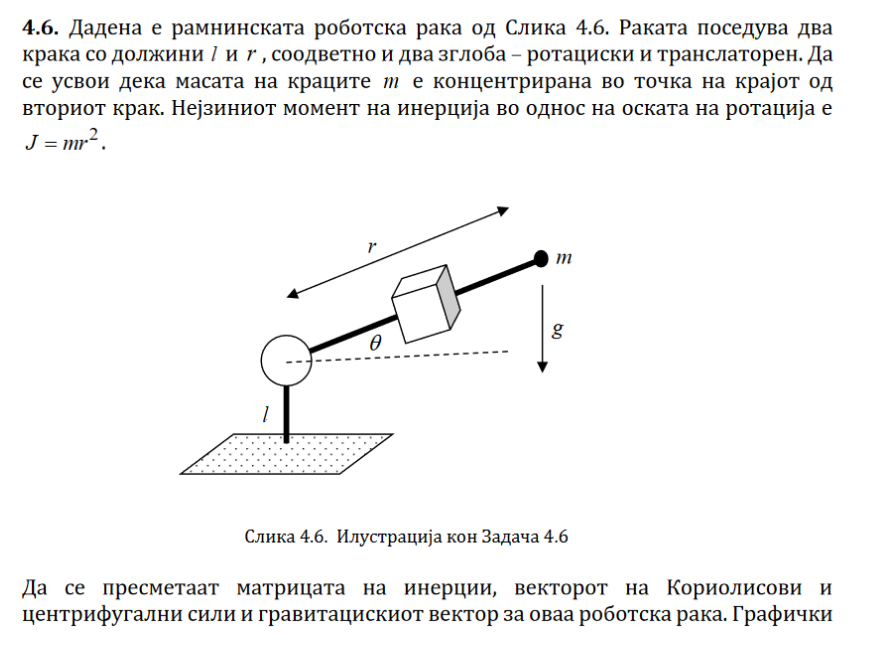 4.6. Дадена е рамнинската роботска рака од Слика 4.6. Раката поседува два
крака со должини l и r , соодветно и два зглоба – ротациски и транслаторен. Да
се усвои дека масата на краците m е концентрирана во точка на крајот од
вториот крак. Нејзиниот момент на инерција во однос на оската на ротација е
J = mr².
r
m
θ
g
l
Слика 4.6. Илустрација кон Задача 4.6
Да се пресметаат матрицата на инерции, векторот на Кориолисови и
центрифугални сили и гравитацискиот вектор за оваа роботска рака. Графички